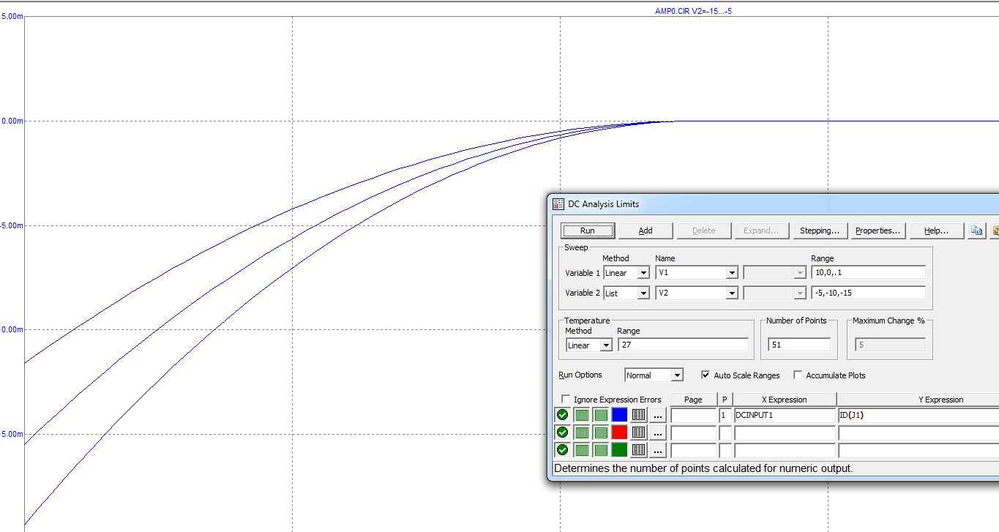 AMP0.CIR V2=-15...-5
5.00m
0.00m
-5.00m
0.00m
5.00m
DC Analysis Limits
Run Add Delete Expand... Stepping... Properties... Help...
Sweep
Method Name Range
Variable 1 Linear V1 10,0,.1
Variable 2 List V2 -5,-10,-15
Temperature Number of Points Maximum Change %
Method Range
Linear 27 51 5
Run Options Normal Auto Scale Ranges Accumulate Plots
Ignore Expression Errors Page P X Expression Y Expression
... 1 DCINPUT1 ID(J1)
...
...
Determines the number of points calculated for numeric output.